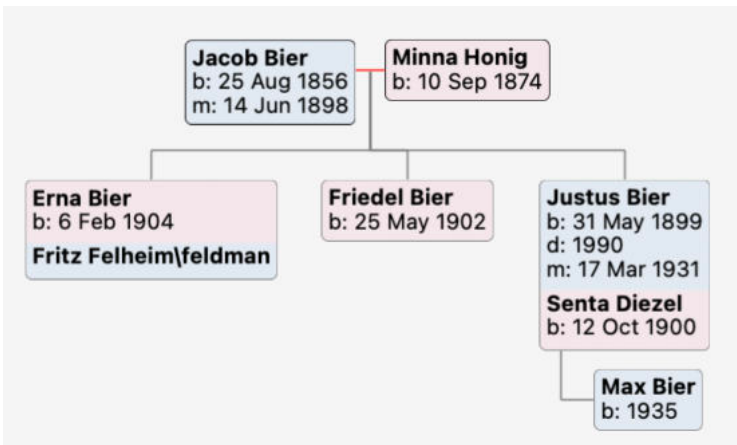 Jacob Bier
b: 25 Aug 1856
m: 14 Jun 1898
Minna Honig
b: 10 Sep 1874
Erna Bier
b: 6 Feb 1904
Fritz Felheim\feldman
Friedel Bier
b: 25 May 1902
Justus Bier
b: 31 May 1899
d: 1990
m: 17 Mar 1931
Senta Diezel
b: 12 Oct 1900
Max Bier
b: 1935